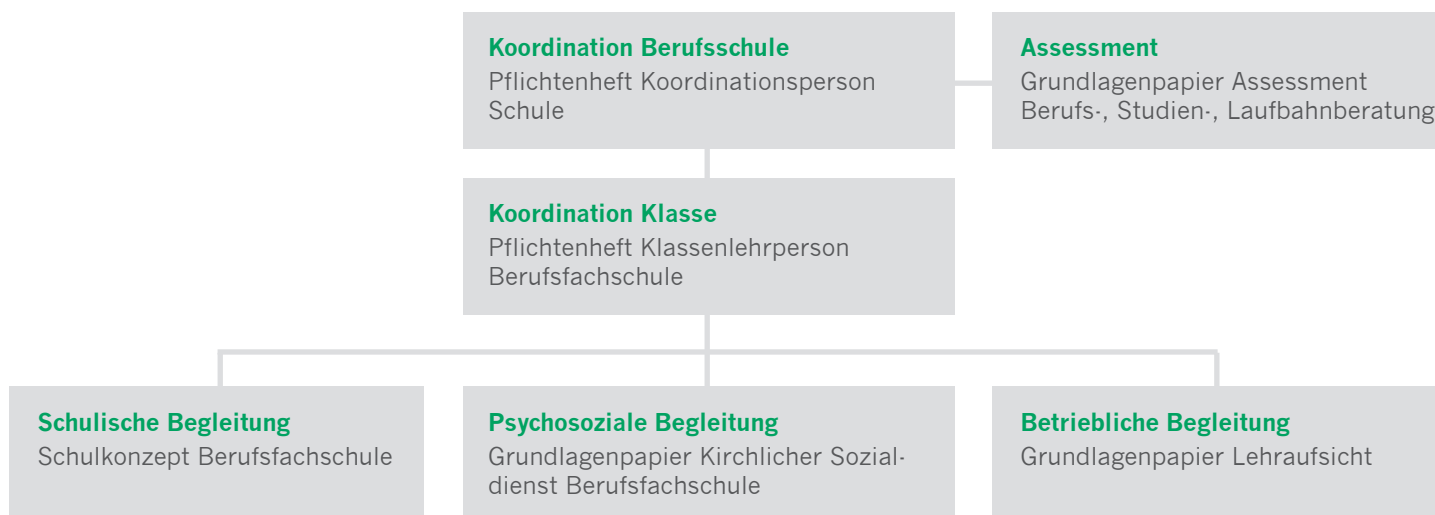 Koordination Berufsschule
Pflichtenheft Koordinationsperson
Schule
Assessment
Grundlagenpapier Assessment
Berufs-, Studien-, Laufbahnberatung
Koordination Klasse
Pflichtenheft Klassenlehrperson
Berufsfachschule
Schulische Begleitung
Schulkonzept Berufsfachschule
Psychosoziale Begleitung
Grundlagenpapier Kirchlicher Sozial-
dienst Berufsfachschule
Betriebliche Begleitung
Grundlagenpapier Lehraufsicht